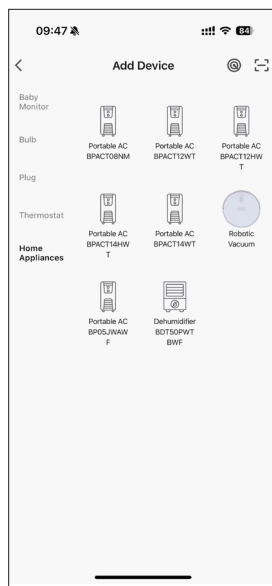 09:47
84
Add Device
Baby
Monitor
Bulb
Plug
Thermostat
Home
Appliances
Portable AC
BPACT08NM
Portable AC
BPACT12WT
Portable AC
BPACT12HW
T
Portable AC
BPACT14HW
T
Portable AC
BPACT14WT
Robotic
Vacuum
Portable AC
BP05JWAW
F
Dehumidifier
BDT50PWT
BWF